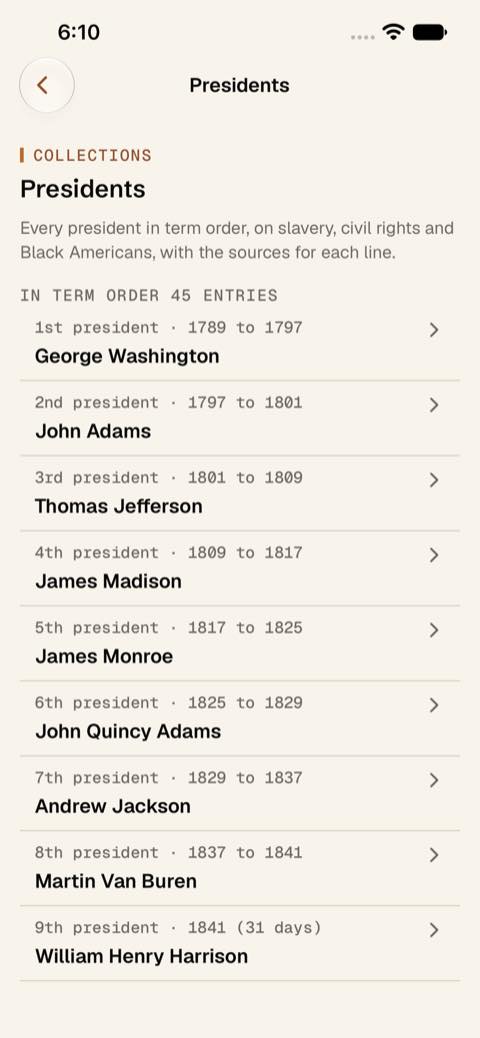 6:10
Presidents
COLLECTIONS
Presidents
Every president in term order, on slavery, civil rights and
Black Americans, with the sources for each line.
IN TERM ORDER 45 ENTRIES
1st president · 1789 to 1797
George Washington
2nd president · 1797 to 1801
John Adams
3rd president · 1801 to 1809
Thomas Jefferson
4th president · 1809 to 1817
James Madison
5th president · 1817 to 1825
James Monroe
6th president · 1825 to 1829
John Quincy Adams
7th president · 1829 to 1837
Andrew Jackson
8th president · 1837 to 1841
Martin Van Buren
9th president · 1841 (31 days)
William Henry Harrison